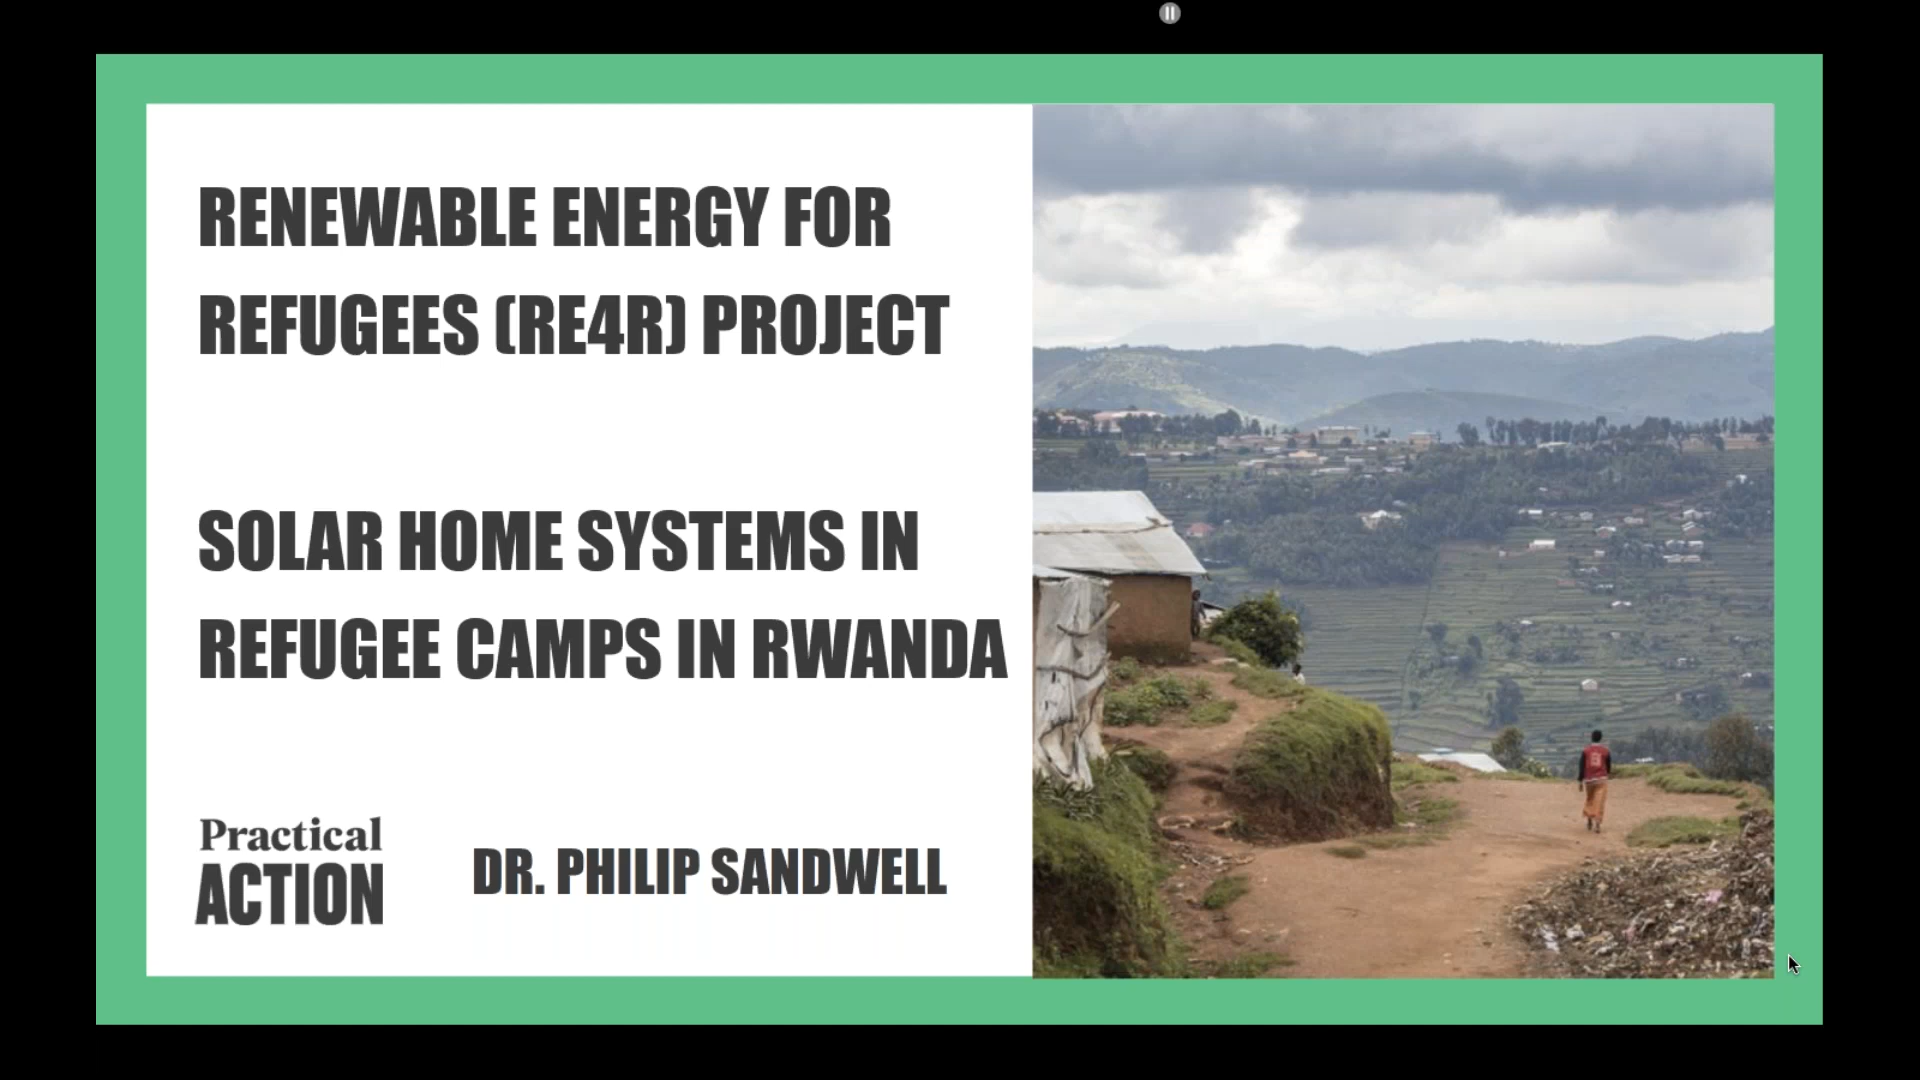 RENEWABLE ENERGY FOR
REFUGEES (RE4R) PROJECT
SOLAR HOME SYSTEMS IN
REFUGEE CAMPS IN RWANDA
Practical
ACTION
DR. PHILIP SANDWELL